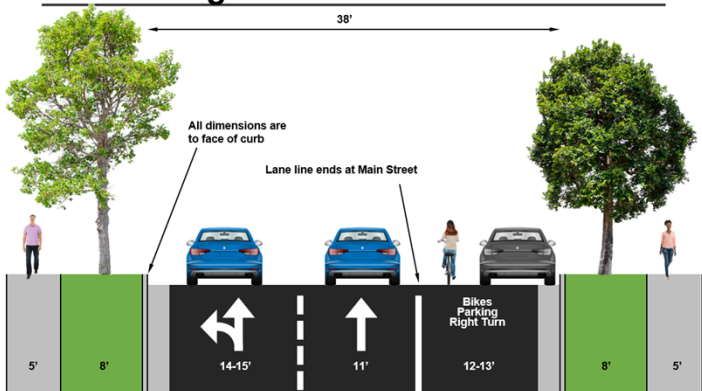 38'
All dimensions are
to face of curb
Lane line ends at Main Street
Bikes
Parking
Right Turn
5'
8'
14-15'
11'
12-13'
8'
5'